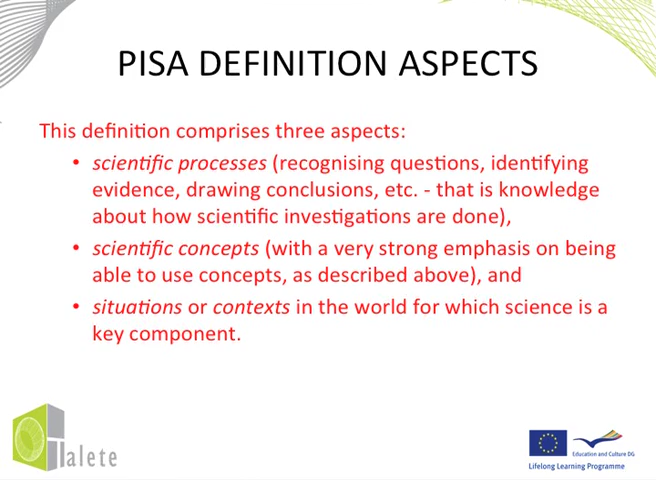 PISA DEFINITION ASPECTS
This definition comprises three aspects:
• scientific processes (recognising questions, identifying
evidence, drawing conclusions, etc. - that is knowledge
about how scientific investigations are done),
• scientific concepts (with a very strong emphasis on being
able to use concepts, as described above), and
• situations or contexts in the world for which science is a
key component.
Talete
Education and Culture DG
Lifelong Learning Programme